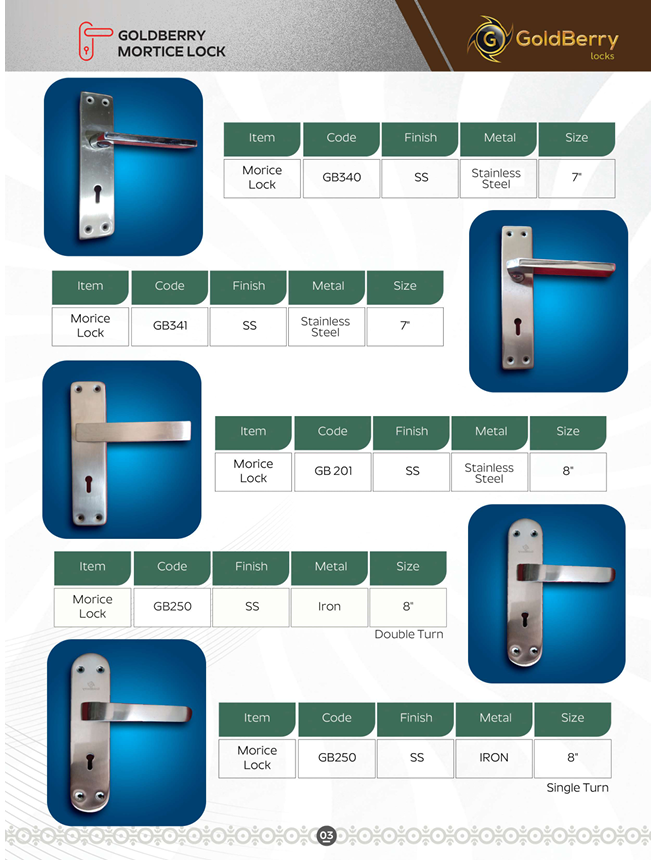 GOLDBERRY
MORTICE LOCK
G
GoldBerry
locks
Item Code Finish Metal Size
Morice Lock GB340 SS Stainless Steel 7"
Item Code Finish Metal Size
Morice Lock GB341 SS Stainless Steel 7"
Item Code Finish Metal Size
Morice Lock GB 201 SS Stainless Steel 8"
Item Code Finish Metal Size
Morice Lock GB250 SS Iron 8"
Double Turn
Item Code Finish Metal Size
Morice Lock GB250 SS IRON 8"
Single Turn
03